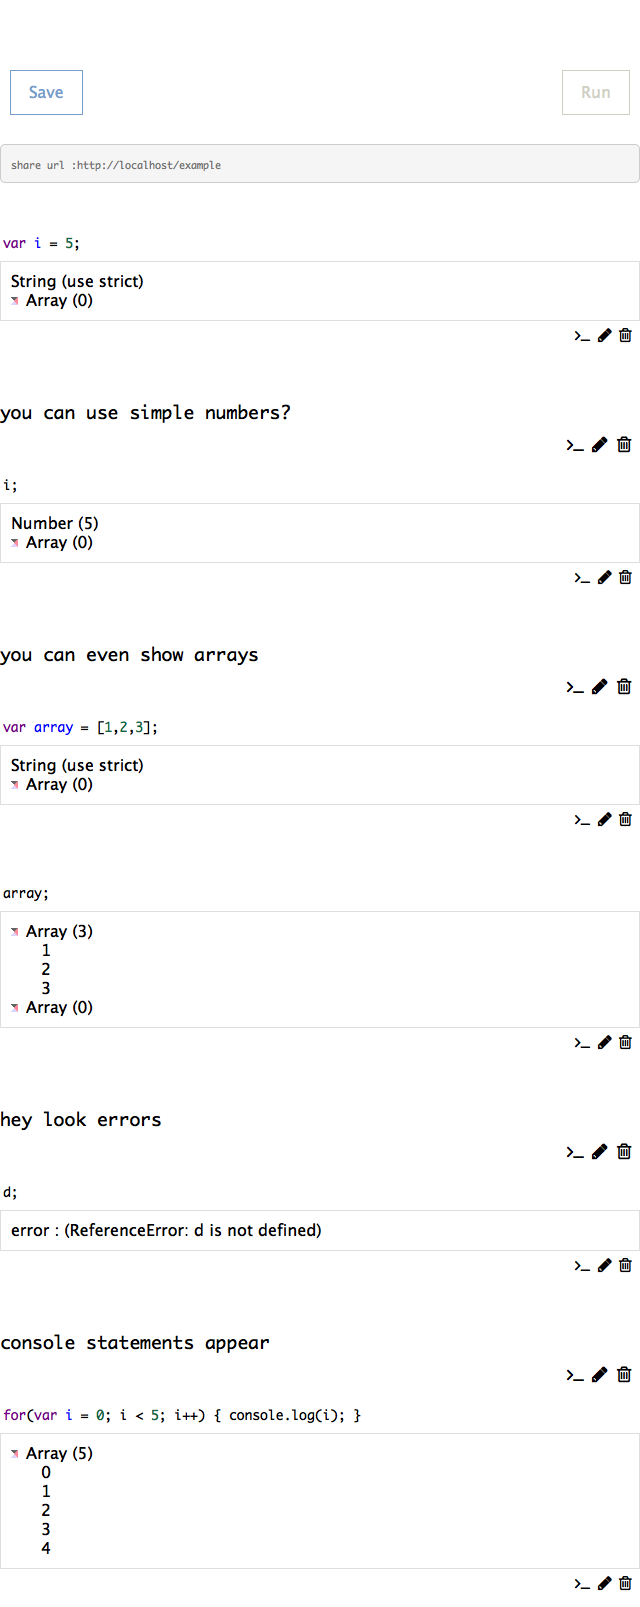 Save
Run
share url :http://localhost/example
var i = 5;
String (use strict)
Array (0)
>_
you can use simple numbers?
>_
i;
Number (5)
Array (0)
>_
you can even show arrays
>_
var array = [1,2,3];
String (use strict)
Array (0)
>_
array;
Array (3)
1
2
3
Array (0)
>_
hey look errors
>_
d;
error : (ReferenceError: d is not defined)
>_
console statements appear
>_
for(var i = 0; i < 5; i++) { console.log(i); }
Array (5)
0
1
2
3
4
>_